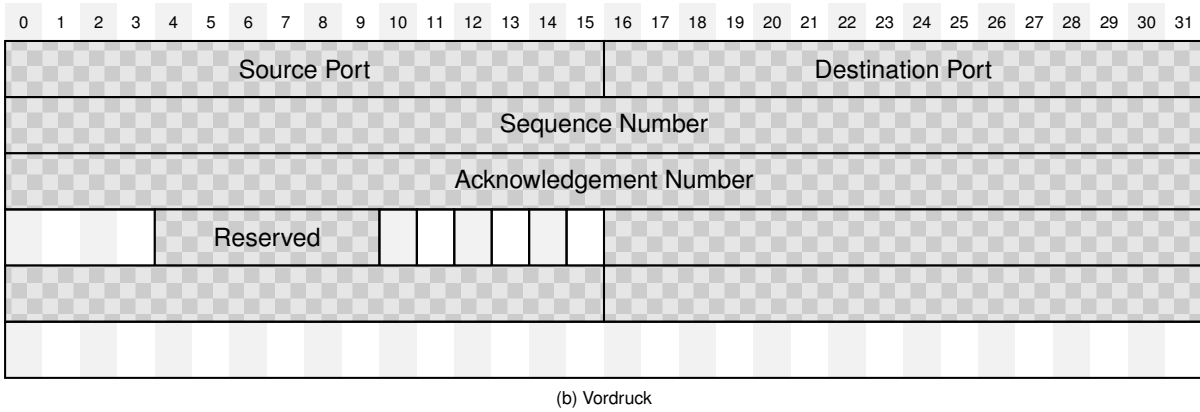 0 1 2 3 4 5 6 7 8 9 10 11 12 13 14 15 16 17 18 19 20 21 22 23 24 25 26 27 28 29 30 31
Source Port Destination Port
Sequence Number
Acknowledgement Number
Reserved
(b) Vordruck